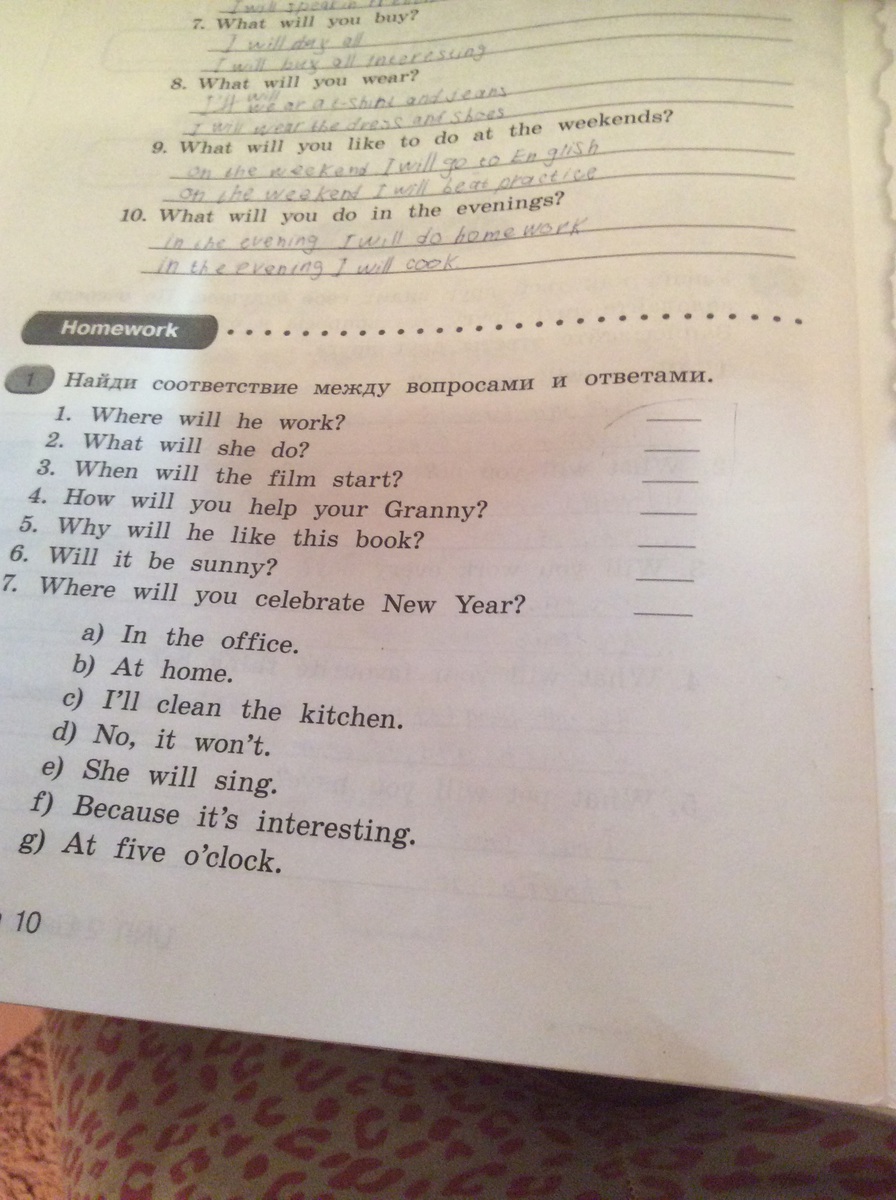 7. What will you buy?
I will day all
I will buy all interesting
8. What will you wear?
will
I'll wear a t-shirt and jeans
I will wear the dress and shoes
9. What will you like to do at the weekends?
on the weekend I will go to English
on the weekend I will beat practice
10. What will you do in the evenings?
in the evening I will do home work
in the evening I will cook
Homework
1 Найди соответствие между вопросами и ответами.
1. Where will he work?
2. What will she do?
3. When will the film start?
4. How will you help your Granny?
5. Why will he like this book?
6. Will it be sunny?
7. Where will you celebrate New Year?
a) In the office.
b) At home.
c) I'll clean the kitchen.
d) No, it won't.
e) She will sing.
f) Because it's interesting.
g) At five o'clock.
10